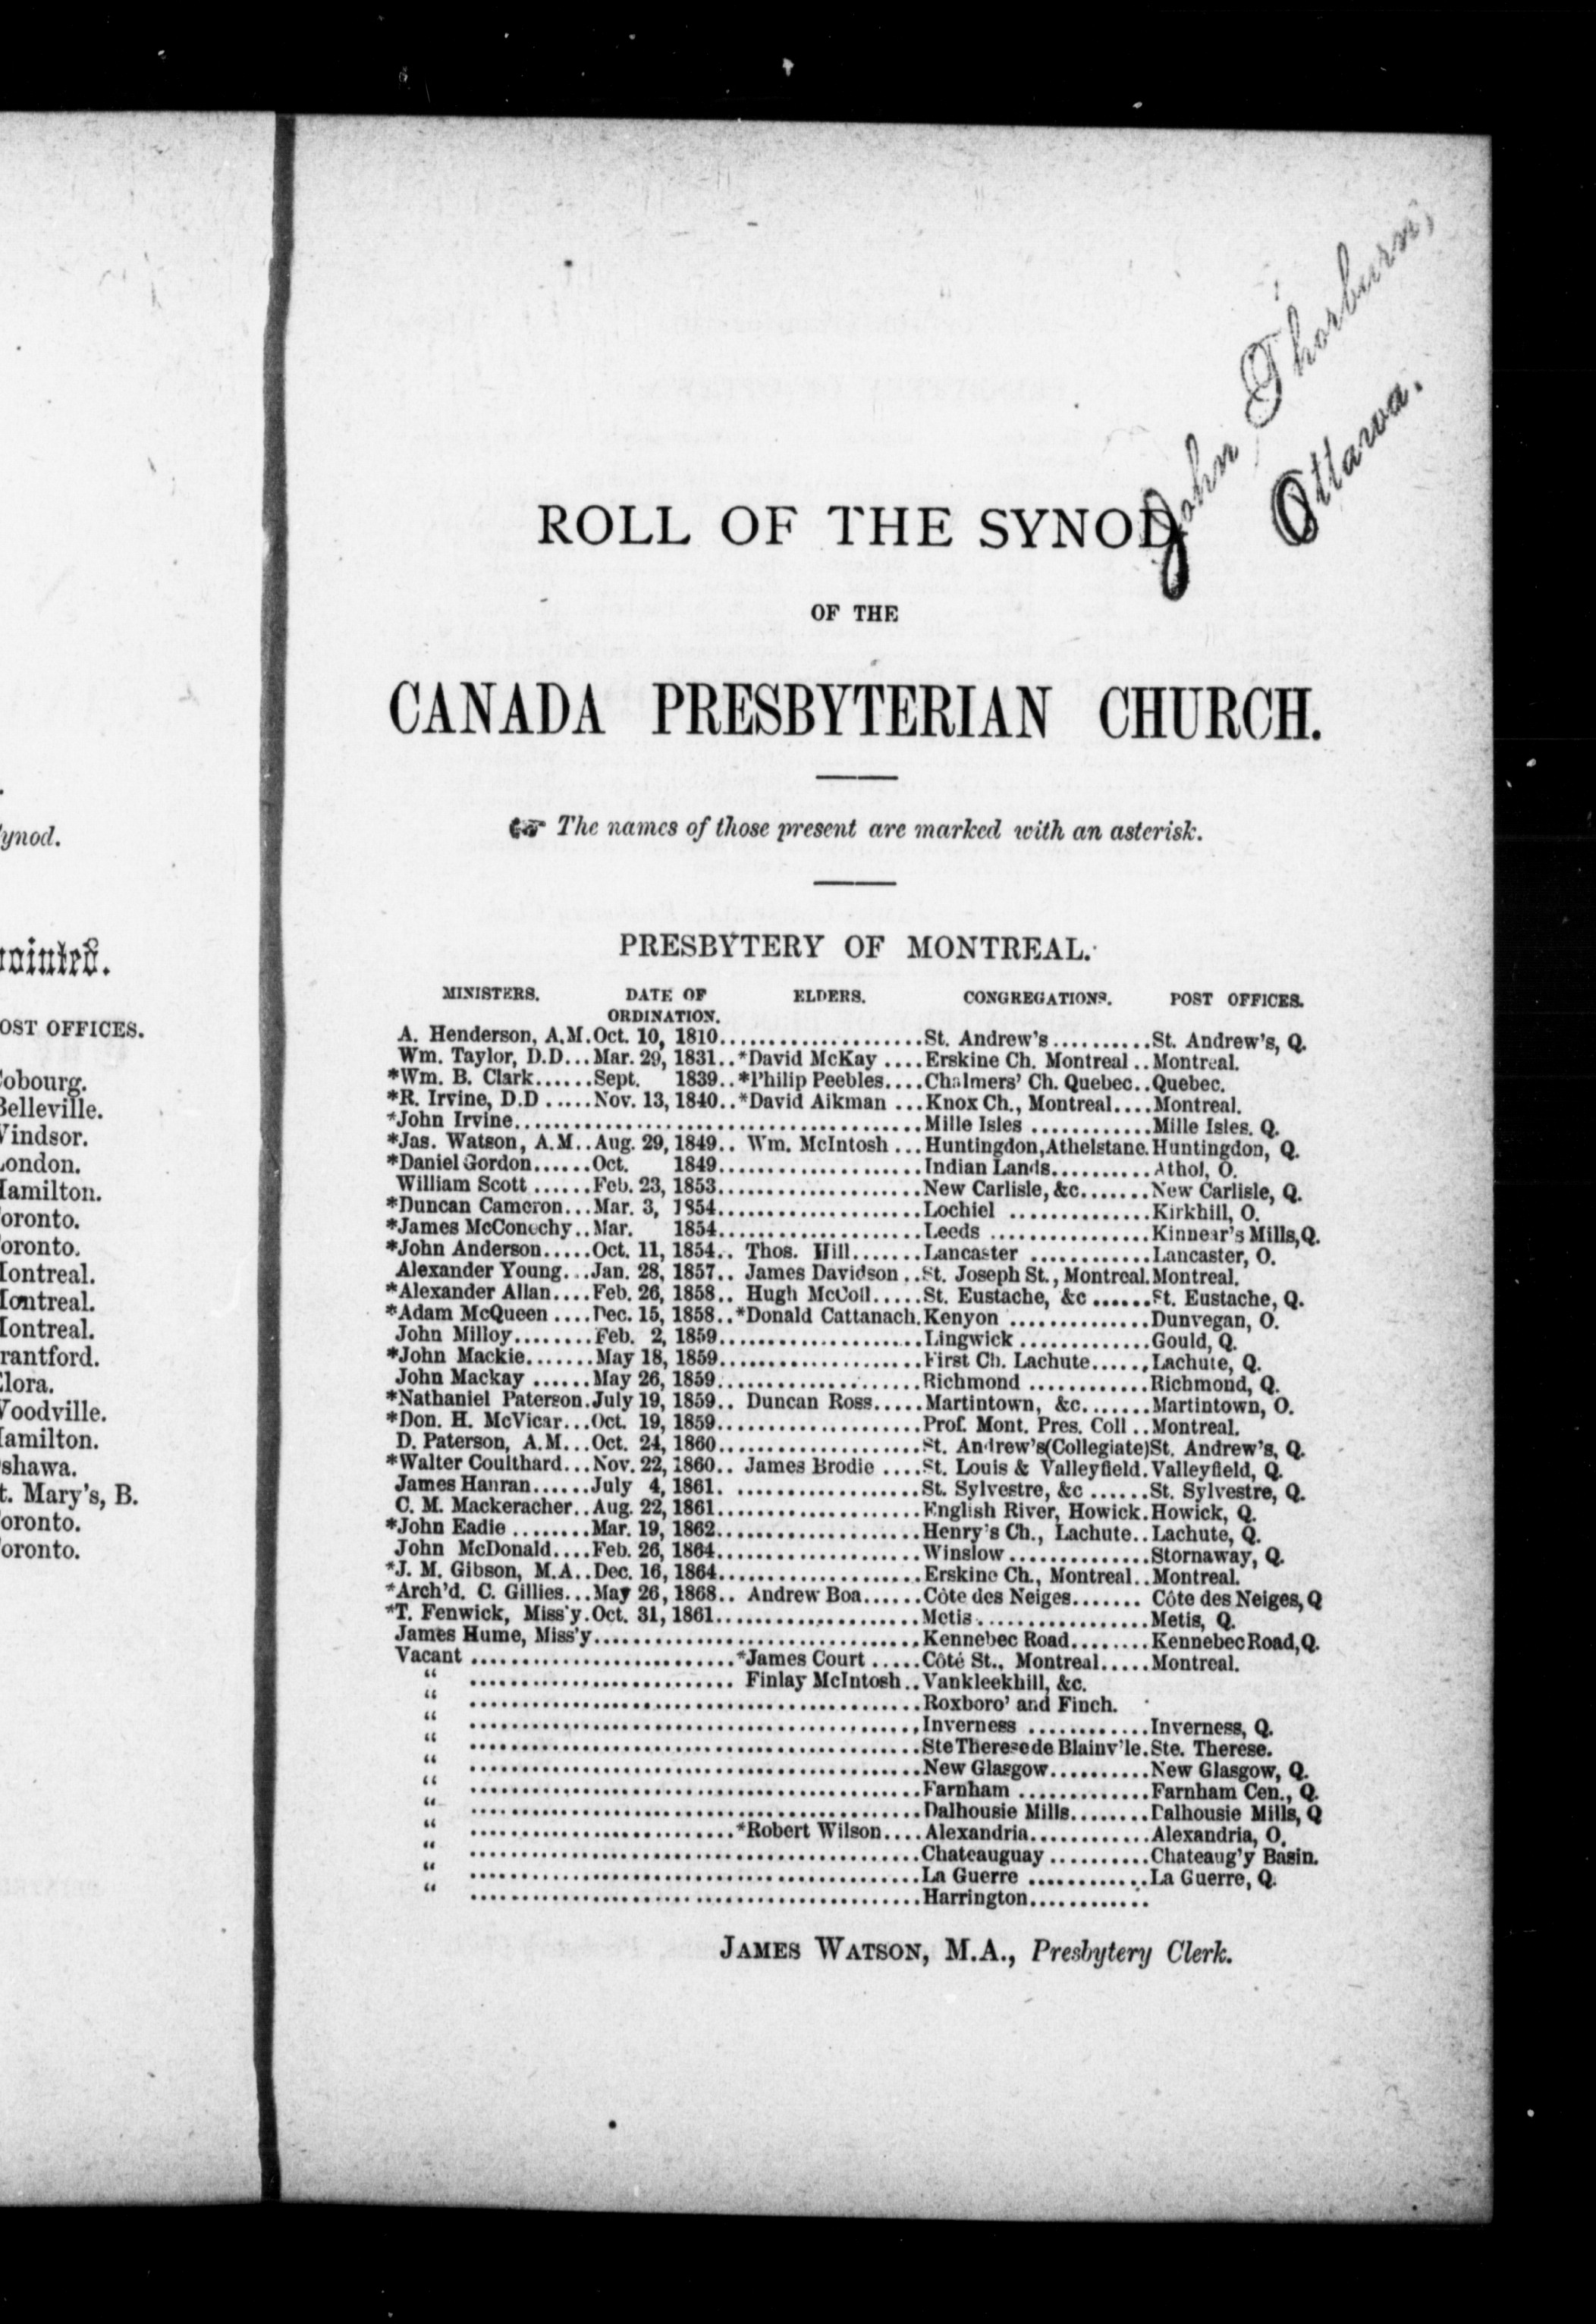 ynod.
OST OFFICES.
obourg.
elleville.
indsor.
ondon.
amilton.
oronto.
oronto.
ontreal.
ontreal.
ontreal.
rantford.
lora.
oodville.
amilton.
shawa.
t. Mary's, B.
oronto.
oronto.
John Thorburn,
Ottawa.
ROLL OF THE SYNOD
OF THE
CANADA PRESBYTERIAN CHURCH.
☞ The names of those present are marked with an asterisk.
PRESBYTERY OF MONTREAL.
MINISTERS. DATE OF ORDINATION. ELDERS. CONGREGATIONS. POST OFFICES.
A. Henderson, A.M. Oct. 10, 1810....................St. Andrew's..........St. Andrew's, Q.
Wm. Taylor, D.D...Mar. 29, 1831..*David McKay ....Erskine Ch. Montreal ..Montreal.
*Wm. B. Clark......Sept. 1839..*Philip Peebles....Chalmers' Ch. Quebec..Quebec.
*R. Irvine, D.D .....Nov. 13, 1840..*David Aikman ...Knox Ch., Montreal....Montreal.
*John Irvine..........................................Mille Isles ............Mille Isles. Q.
*Jas. Watson, A.M..Aug. 29, 1849.. Wm. McIntosh ...Huntingdon, Athelstane.Huntingdon, Q.
*Daniel Gordon......Oct. 1849....................Indian Lands..........Athol, O.
William Scott ......Feb. 23, 1853....................New Carlisle, &c.......New Carlisle, Q.
*Duncan Cameron...Mar. 3, 1854....................Lochiel ..............Kirkhill, O.
*James McConechy..Mar. 1854....................Leeds ................Kinnear's Mills, Q.
*John Anderson.....Oct. 11, 1854.. Thos. Hill.......Lancaster ............Lancaster, O.
Alexander Young...Jan. 28, 1857.. James Davidson ..St. Joseph St., Montreal.Montreal.
*Alexander Allan....Feb. 26, 1858.. Hugh McColl.....St. Eustache, &c ......St. Eustache, Q.
*Adam McQueen ....Dec. 15, 1858..*Donald Cattanach.Kenyon ..............Dunvegan, O.
John Milloy........Feb. 2, 1859....................Lingwick .............Gould, Q.
*John Mackie.......May 18, 1859....................First Ch. Lachute......Lachute, Q.
John Mackay ......May 26, 1859....................Richmond ............Richmond, Q.
*Nathaniel Paterson.July 19, 1859.. Duncan Ross.....Martintown, &c.......Martintown, O.
*Don. H. McVicar...Oct. 19, 1859....................Prof. Mont. Pres. Coll ..Montreal.
D. Paterson, A.M...Oct. 24, 1860....................St. Andrew's(Collegiate)St. Andrew's, Q.
*Walter Coulthard...Nov. 22, 1860.. James Brodie ....St. Louis & Valleyfield.Valleyfield, Q.
James Hanran......July 4, 1861. ..................St. Sylvestre, &c ......St. Sylvestre, Q.
C. M. Mackeracher..Aug. 22, 1861....................English River, Howick.Howick, Q.
*John Eadie ........Mar. 19, 1862....................Henry's Ch., Lachute..Lachute, Q.
John McDonald....Feb. 26, 1864....................Winslow..............Stornaway, Q.
*J. M. Gibson, M.A..Dec. 16, 1864....................Erskine Ch., Montreal..Montreal.
*Arch'd. C. Gillies...May 26, 1868.. Andrew Boa......Côte des Neiges....... Côte des Neiges, Q
*T. Fenwick, Miss'y.Oct. 31, 1861....................Metis.................Metis, Q.
James Hume, Miss'y.................................Kennebec Road........Kennebec Road, Q.
Vacant ..........................*James Court .....Côté St., Montreal.....Montreal.
“ .......................... Finlay McIntosh..Vankleekhill, &c.
“ .............................................Roxboro' and Finch.
“ .............................................Inverness ............Inverness, Q.
“ .............................................Ste Therese de Blainv'le.Ste. Therese.
“ .............................................New Glasgow..........New Glasgow, Q.
“ .............................................Farnham .............Farnham Cen., Q.
“ .............................................Dalhousie Mills........Dalhousie Mills, Q
“ ..........................*Robert Wilson....Alexandria............Alexandria, O.
“ .............................................Chateauguay ..........Chateaug'y Basin.
“ .............................................La Guerre ............La Guerre, Q.
“ .............................................Harrington............
JAMES WATSON, M.A., Presbytery Clerk.